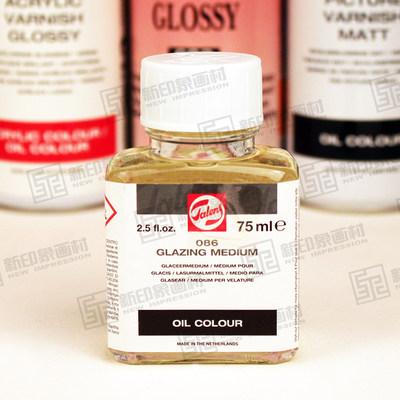 ACRYLIC
VARNISH
GLOSSY
GLOSSY
PICTURE
VARNISH
MATT
ACRYLIC COLOUR /
OIL COLOUR
OIL COLOUR
新印象画材
NEW IMPRESSION
Talens
2.5 fl.oz.
75 ml e
086
GLAZING MEDIUM
GLACEERMEDIUM / MÉDIUM POUR
GLACIS / LASURMALMITTEL / MEDIO PARA
GLASEAR / MEDIUM PER VELATURE
OIL COLOUR
MADE IN THE NETHERLANDS